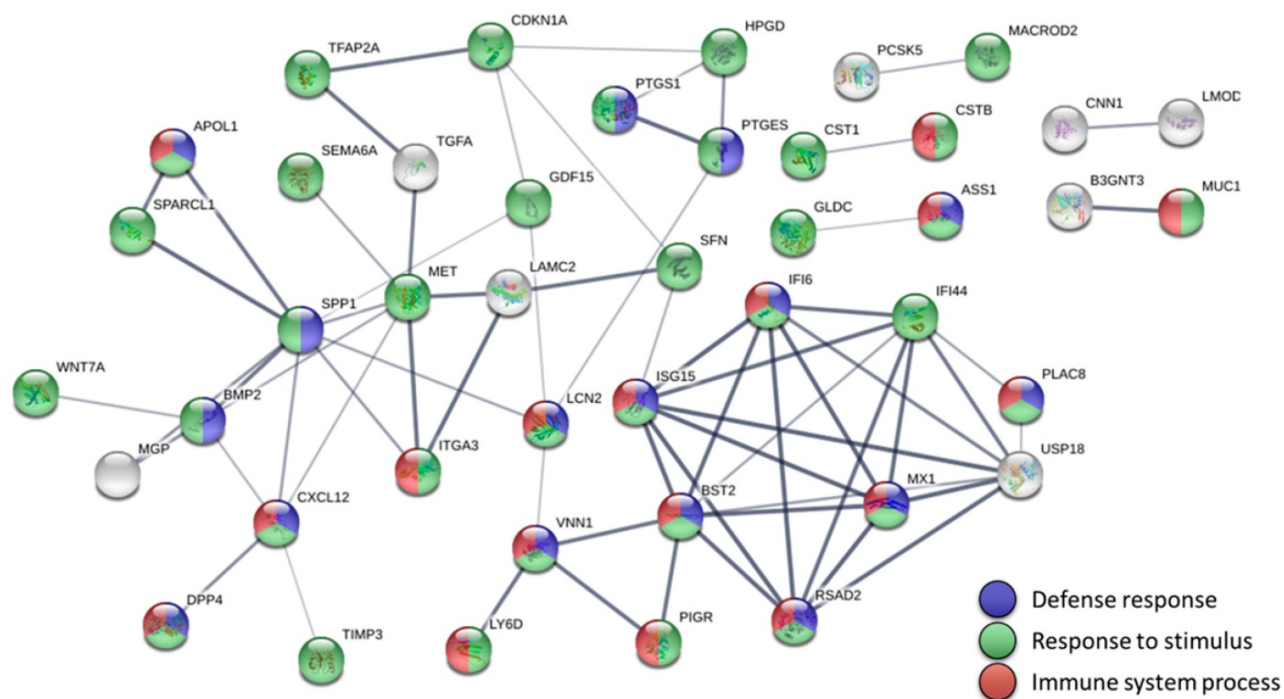 CDKN1A
HPGD
MACROD2
TFAP2A
PCSK5
PTGS1
LMOD
CNN1
CSTB
APOL1
CST1
PTGES
TGFA
SEMA6A
GDF15
B3GNT3
ASS1
MUC1
SPARCL1
GLDC
SFN
MET
LAMC2
IFI6
IFI44
SPP1
WNT7A
ISG15
PLAC8
BMP2
LCN2
MGP
ITGA3
USP18
CXCL12
BST2
MX1
VNN1
DPP4
RSAD2
Defense response
TIMP3
LY6D
PIGR
Response to stimulus
Immune system process